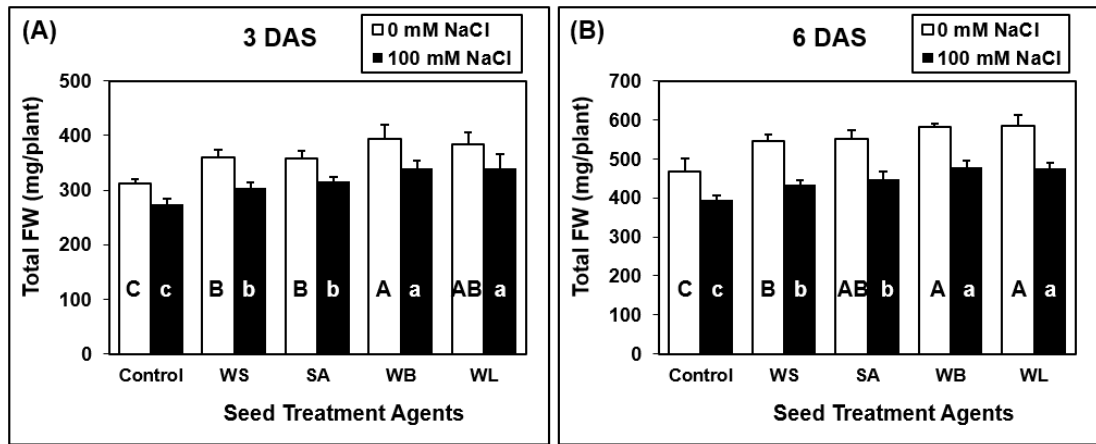 (A)
3 DAS
0 mM NaCl
100 mM NaCl
Total FW (mg/plant)
500
400
300
200
100
0
C c B b B b A a AB a
Control WS SA WB WL
Seed Treatment Agents
(B)
6 DAS
0 mM NaCl
100 mM NaCl
Total FW (mg/plant)
700
600
500
400
300
200
100
0
C c B b AB b A a A a
Control WS SA WB WL
Seed Treatment Agents